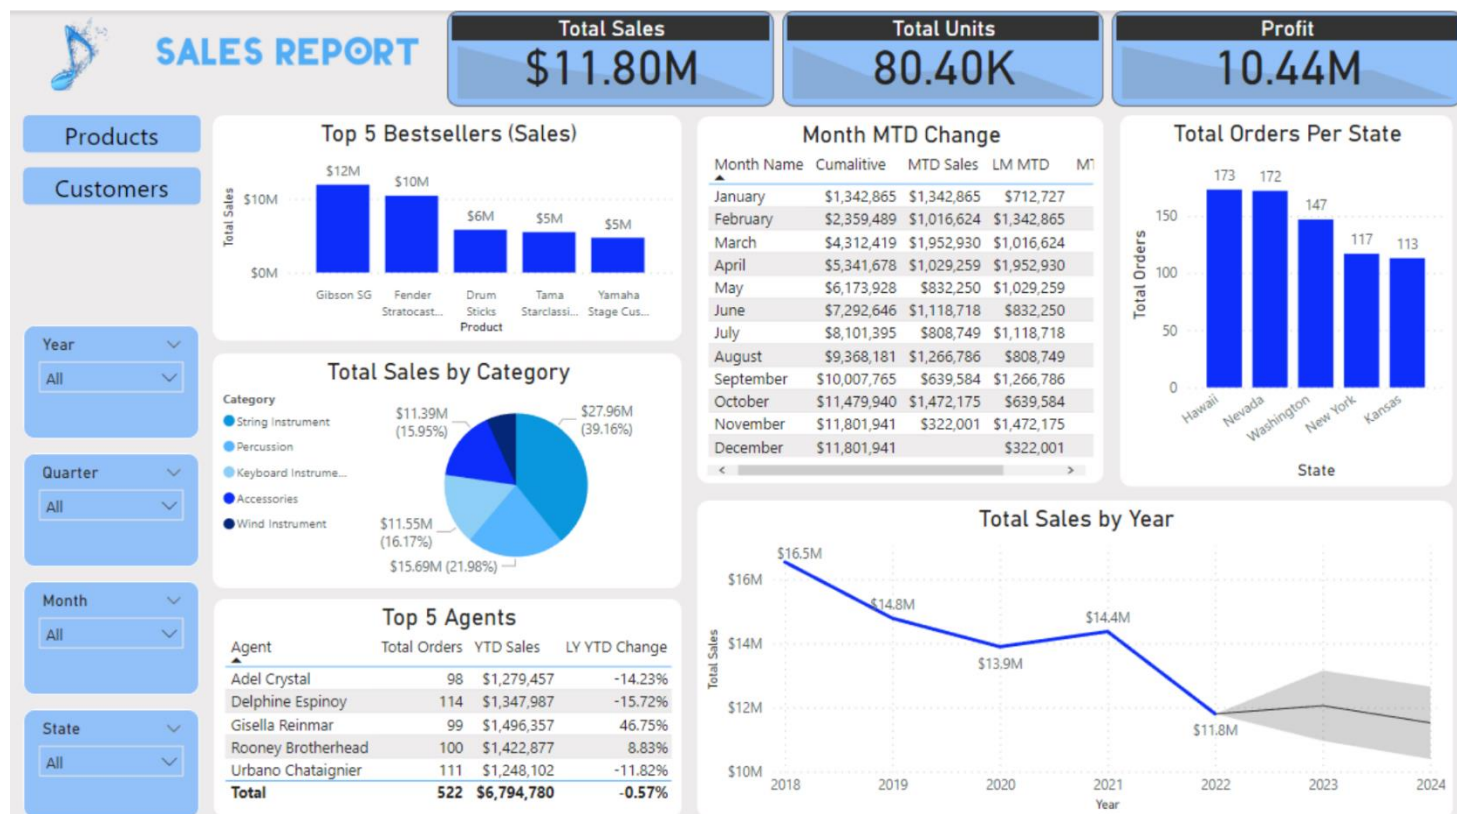 SALES REPORT
Total Sales
$11.80M
Total Units
80.40K
Profit
10.44M
Products
Customers
Year
All
Quarter
All
Month
All
State
All
Top 5 Bestsellers (Sales)
Total Sales
$10M
$0M
$12M
$10M
$6M
$5M
$5M
Gibson SG
Fender Stratocast...
Drum Sticks
Tama Starclassi...
Yamaha Stage Cus...
Product
Total Sales by Category
Category
String Instrument
Percussion
Keyboard Instrume...
Accessories
Wind Instrument
$11.39M
(15.95%)
$27.96M
(39.16%)
$11.55M
(16.17%)
$15.69M (21.98%)
Top 5 Agents
Agent Total Orders YTD Sales LY YTD Change
Adel Crystal 98 $1,279,457 -14.23%
Delphine Espinoy 114 $1,347,987 -15.72%
Gisella Reinmar 99 $1,496,357 46.75%
Rooney Brotherhead 100 $1,422,877 8.83%
Urbano Chataignier 111 $1,248,102 -11.82%
Total 522 $6,794,780 -0.57%
Month MTD Change
Month Name Cumalitive MTD Sales LM MTD MT
January $1,342,865 $1,342,865 $712,727
February $2,359,489 $1,016,624 $1,342,865
March $4,312,419 $1,952,930 $1,016,624
April $5,341,678 $1,029,259 $1,952,930
May $6,173,928 $832,250 $1,029,259
June $7,292,646 $1,118,718 $832,250
July $8,101,395 $808,749 $1,118,718
August $9,368,181 $1,266,786 $808,749
September $10,007,765 $639,584 $1,266,786
October $11,479,940 $1,472,175 $639,584
November $11,801,941 $322,001 $1,472,175
December $11,801,941 $322,001
Total Orders Per State
Total Orders
150
100
50
0
173
172
147
117
113
Hawaii
Nevada
Washington
New York
Kansas
State
Total Sales by Year
Total Sales
$16M
$14M
$12M
$10M
$16.5M
$14.8M
$13.9M
$14.4M
$11.8M
2018 2019 2020 2021 2022 2023 2024
Year